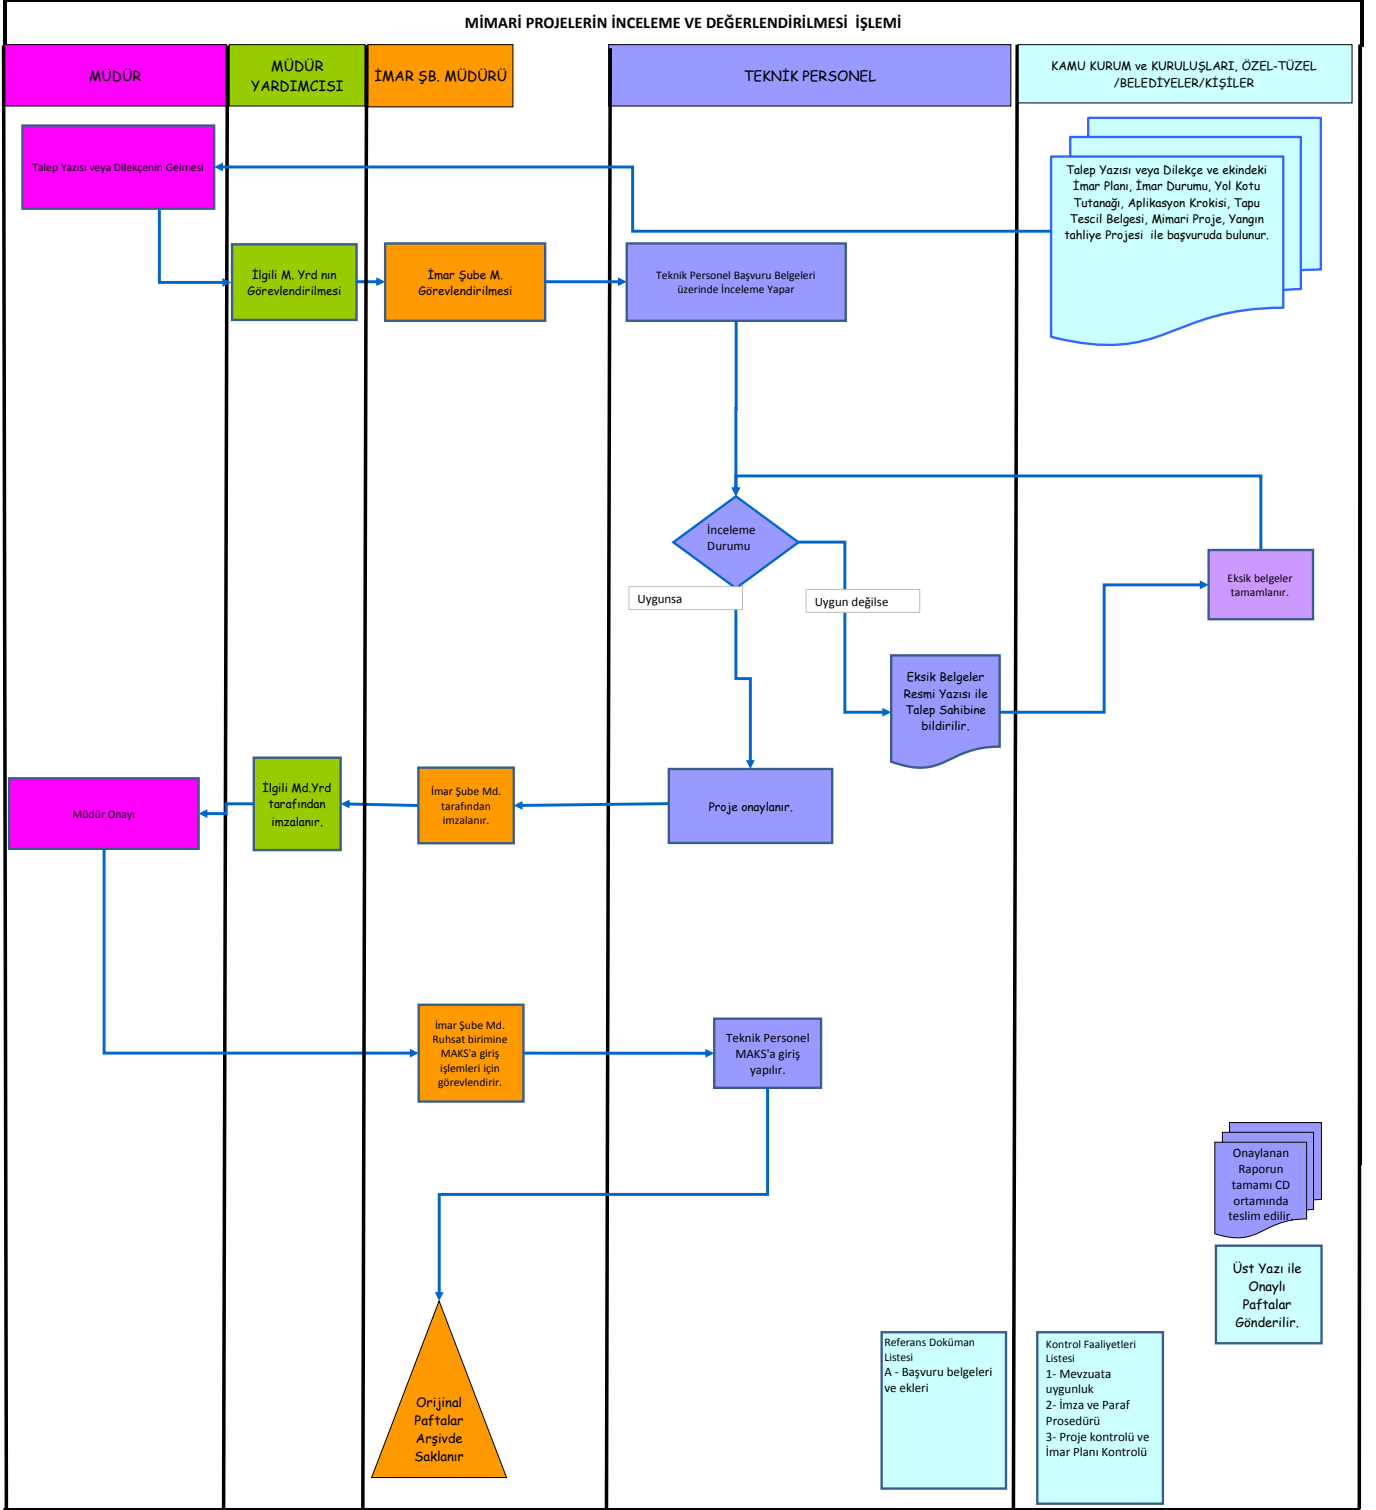 MİMARİ PROJELERİN İNCELEME VE DEĞERLENDİRİLMESİ  İŞLEMİ
MÜDÜR
MÜDÜR
YARDIMCISI
İMAR ŞB. MÜDÜRÜ
TEKNİK PERSONEL
KAMU KURUM ve KURULUŞLARI, ÖZEL-TÜZEL
/BELEDİYELER/KİŞİLER
Talep Yazısı veya Dilekçenin Gelmesi
Talep Yazısı veya Dilekçe ve ekindeki
İmar Planı, İmar Durumu, Yol Kotu
Tutanağı, Aplikasyon Krokisi, Tapu
Tescil Belgesi, Mimari Proje, Yangın
tahliye Projesi  ile başvuruda bulunur.
İlgili M. Yrd nın
Görevlendirilmesi
İmar Şube M.
Görevlendirilmesi
Teknik Personel Başvuru Belgeleri
üzerinde İnceleme Yapar
İnceleme
Durumu
Uygunsa
Uygun değilse
Eksik belgeler
tamamlanır.
Eksik Belgeler
Resmi Yazısı ile
Talep Sahibine
bildirilir.
Müdür Onayı
İlgili Md.Yrd
tarafından
imzalanır.
İmar Şube Md.
tarafından
imzalanır.
Proje onaylanır.
İmar Şube Md.
Ruhsat birimine
MAKS'a giriş
işlemleri için
görevlendirir.
Teknik Personel
MAKS'a giriş
yapılır.
Onaylanan
Raporun
tamamı CD
ortamında
teslim edilir.
Üst Yazı ile
Onaylı
Paftalar
Gönderilir.
Orijinal
Paftalar
Arşivde
Saklanır
Referans Doküman
Listesi
A - Başvuru belgeleri
ve ekleri
Kontrol Faaliyetleri
Listesi
1- Mevzuata
uygunluk
2- İmza ve Paraf
Prosedürü
3- Proje kontrolü ve
İmar Planı Kontrolü